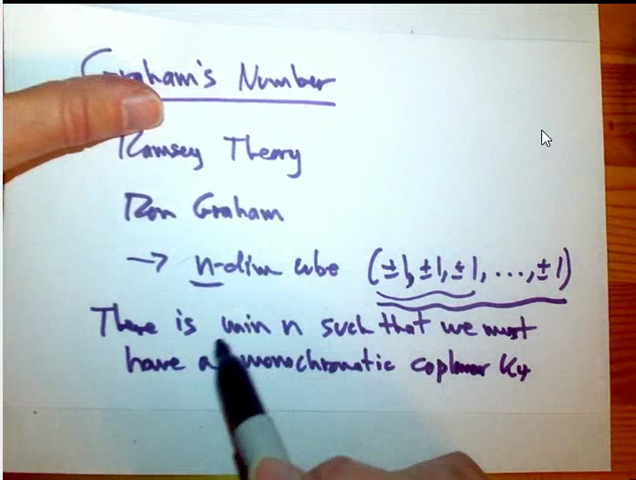 Graham's Number
Ramsey Theory
Ron Graham
→ n-dim cube (±1, ±1, ±1, ..., ±1)
There is min n such that we must
have a monochromatic coplanar K4